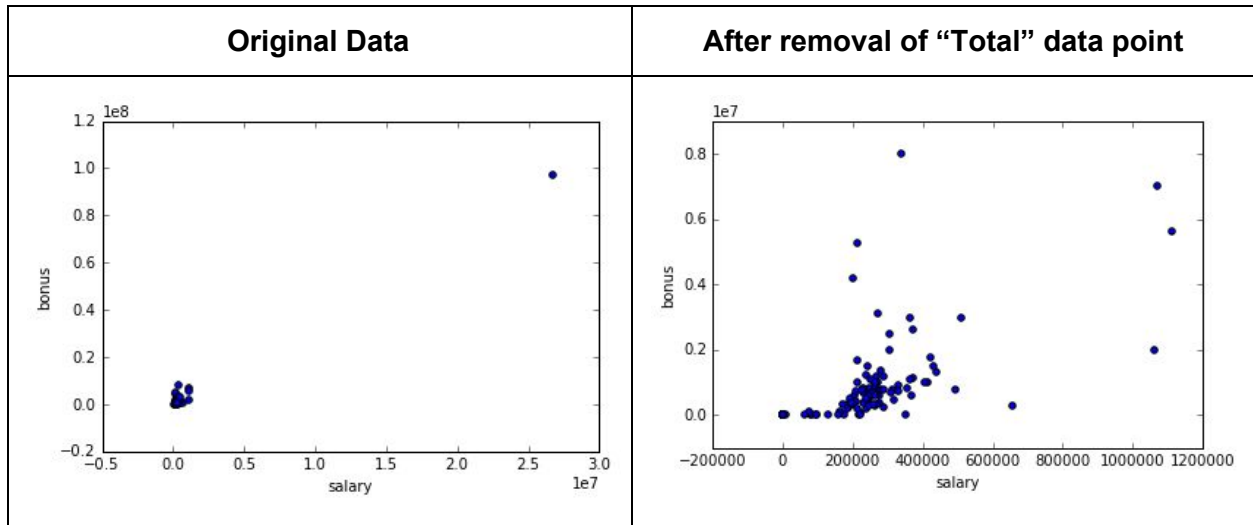 Original Data
After removal of “Total” data point
1e8
1.2
1.0
0.8
0.6
0.4
0.2
0.0
−0.2
bonus
−0.5 0.0 0.5 1.0 1.5 2.0 2.5 3.0
salary
1e7
1e7
0.8
0.6
0.4
0.2
0.0
bonus
−200000 0 200000 400000 600000 800000 1000000 1200000
salary